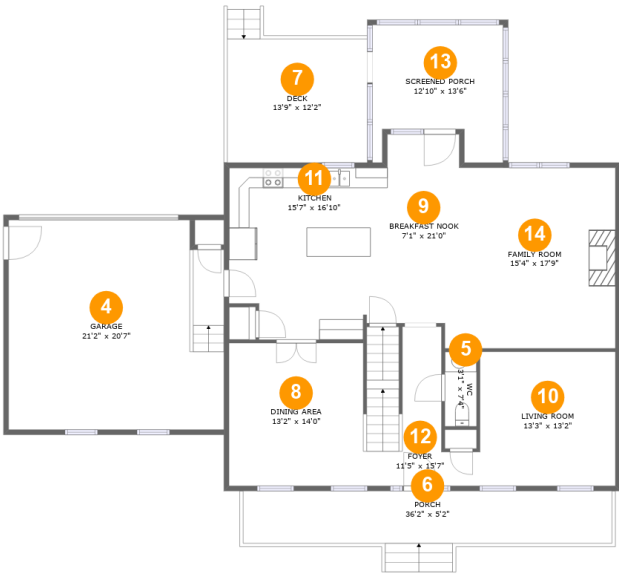 13
SCREENED PORCH
12'10" x 13'6"
7
DECK
13'9" x 12'2"
11
KITCHEN
15'7" x 16'10"
9
BREAKFAST NOOK
7'1" x 21'0"
14
FAMILY ROOM
15'4" x 17'9"
4
GARAGE
21'2" x 20'7"
5
WC
3'1" x 7'4"
8
DINING AREA
13'2" x 14'0"
10
LIVING ROOM
13'3" x 13'2"
12
FOYER
11'5" x 15'7"
6
PORCH
36'2" x 5'2"